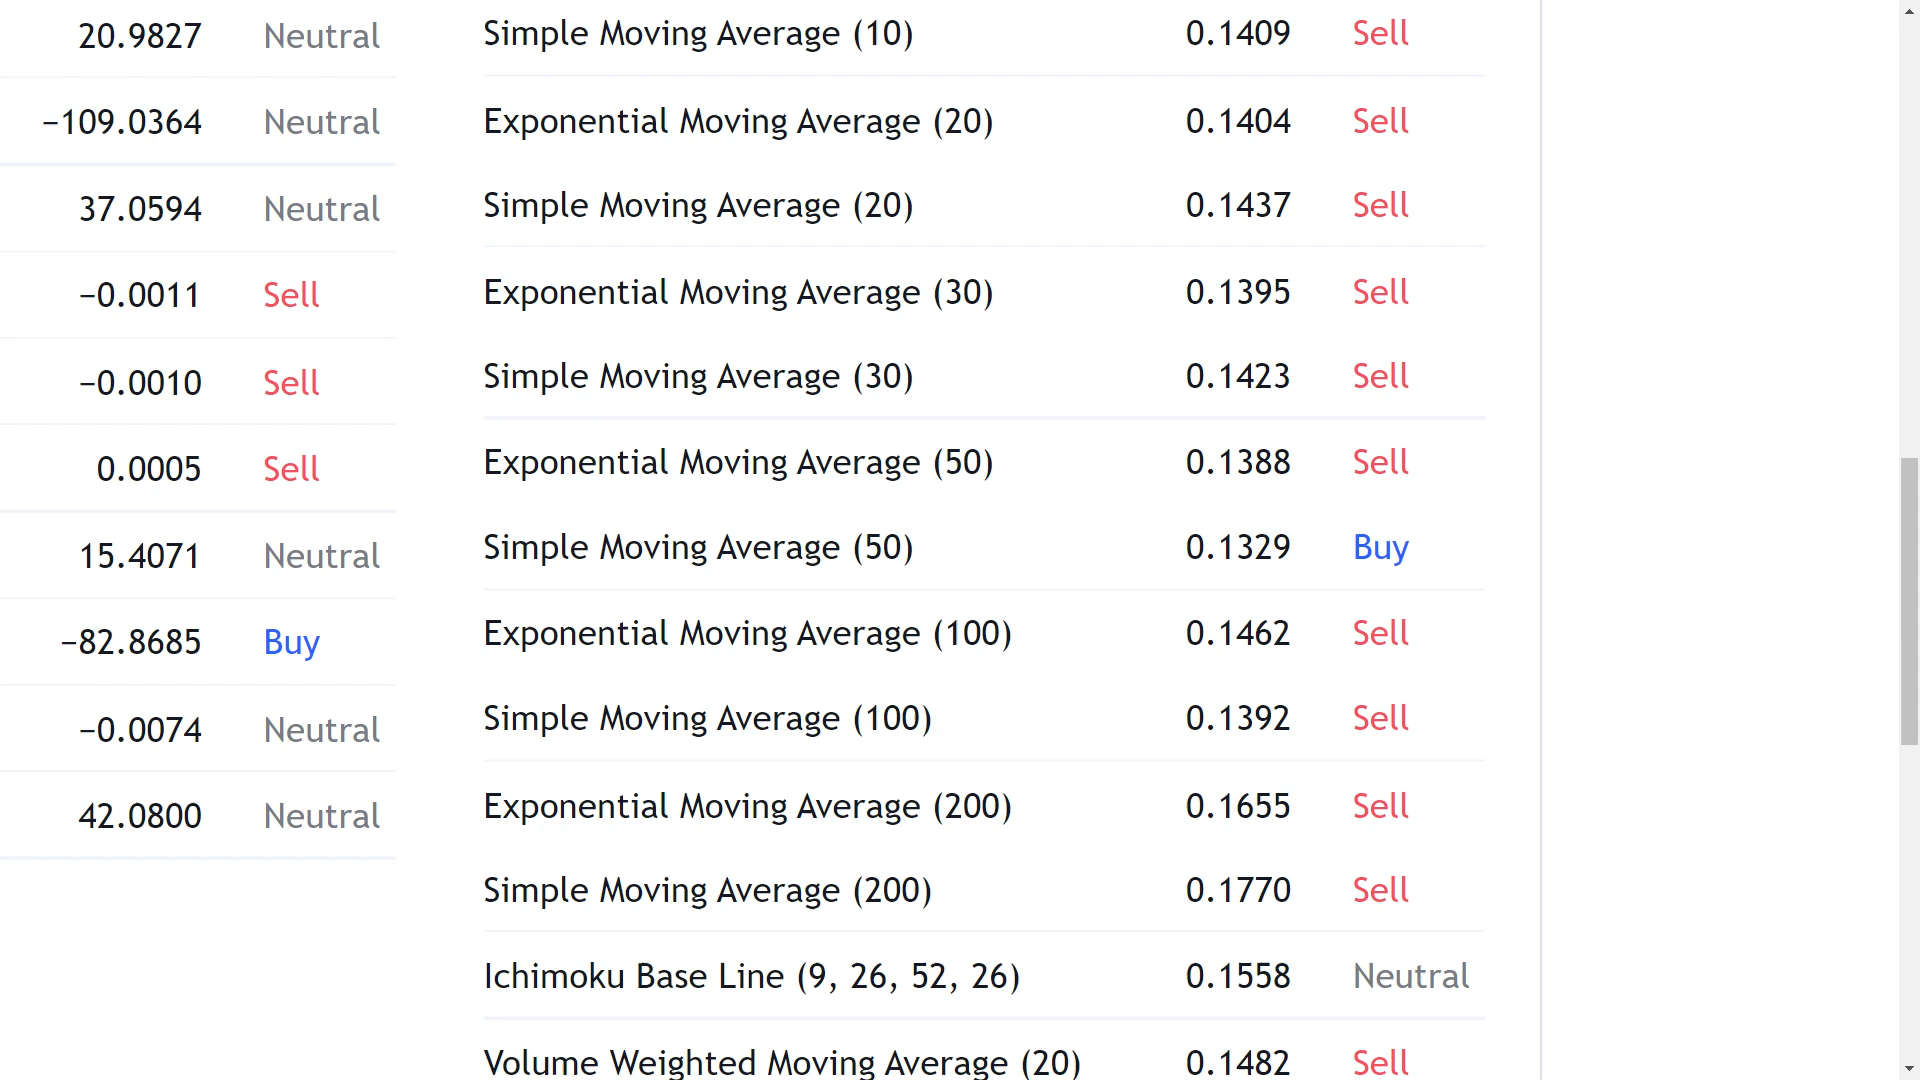 20.9827 Neutral
−109.0364 Neutral
37.0594 Neutral
−0.0011 Sell
−0.0010 Sell
0.0005 Sell
15.4071 Neutral
−82.8685 Buy
−0.0074 Neutral
42.0800 Neutral
Simple Moving Average (10) 0.1409 Sell
Exponential Moving Average (20) 0.1404 Sell
Simple Moving Average (20) 0.1437 Sell
Exponential Moving Average (30) 0.1395 Sell
Simple Moving Average (30) 0.1423 Sell
Exponential Moving Average (50) 0.1388 Sell
Simple Moving Average (50) 0.1329 Buy
Exponential Moving Average (100) 0.1462 Sell
Simple Moving Average (100) 0.1392 Sell
Exponential Moving Average (200) 0.1655 Sell
Simple Moving Average (200) 0.1770 Sell
Ichimoku Base Line (9, 26, 52, 26) 0.1558 Neutral
Volume Weighted Moving Average (20) 0.1482 Sell